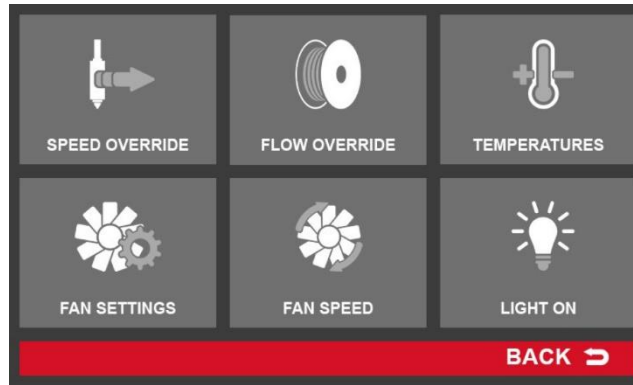 SPEED OVERRIDE
FLOW OVERRIDE
TEMPERATURES
FAN SETTINGS
FAN SPEED
LIGHT ON
BACK